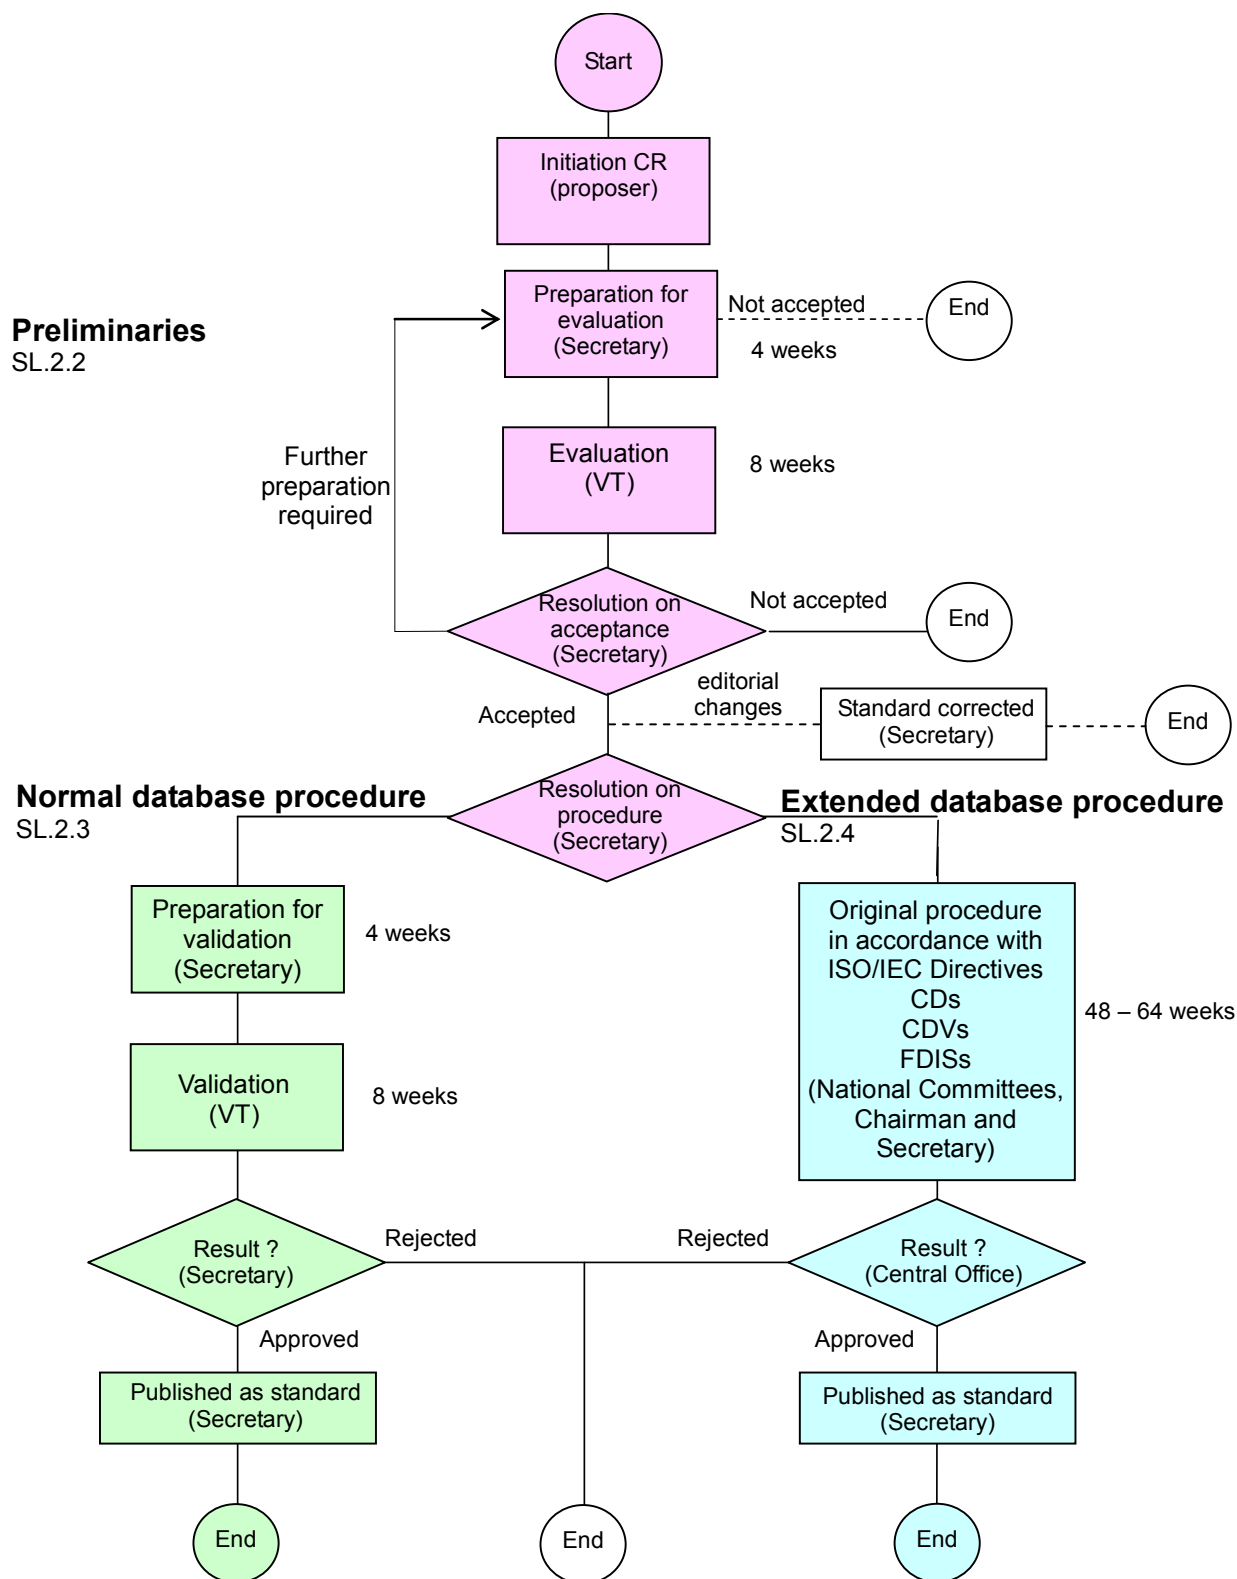 Start
Initiation CR
(proposer)
Preparation for
evaluation
(Secretary)
Not accepted
4 weeks
End
Preliminaries
SL.2.2
Further
preparation
required
Evaluation
(VT)
8 weeks
Resolution on
acceptance
(Secretary)
Not accepted
End
Accepted
editorial
changes
Standard corrected
(Secretary)
End
Normal database procedure
SL.2.3
Resolution on
procedure
(Secretary)
Extended database procedure
SL.2.4
Preparation for
validation
(Secretary)
4 weeks
Original procedure
in accordance with
ISO/IEC Directives
CDs
CDVs
FDISs
(National Committees,
Chairman and
Secretary)
48 – 64 weeks
Validation
(VT)
8 weeks
Result ?
(Secretary)
Rejected
Rejected
Result ?
(Central Office)
Approved
Approved
Published as standard
(Secretary)
Published as standard
(Secretary)
End
End
End